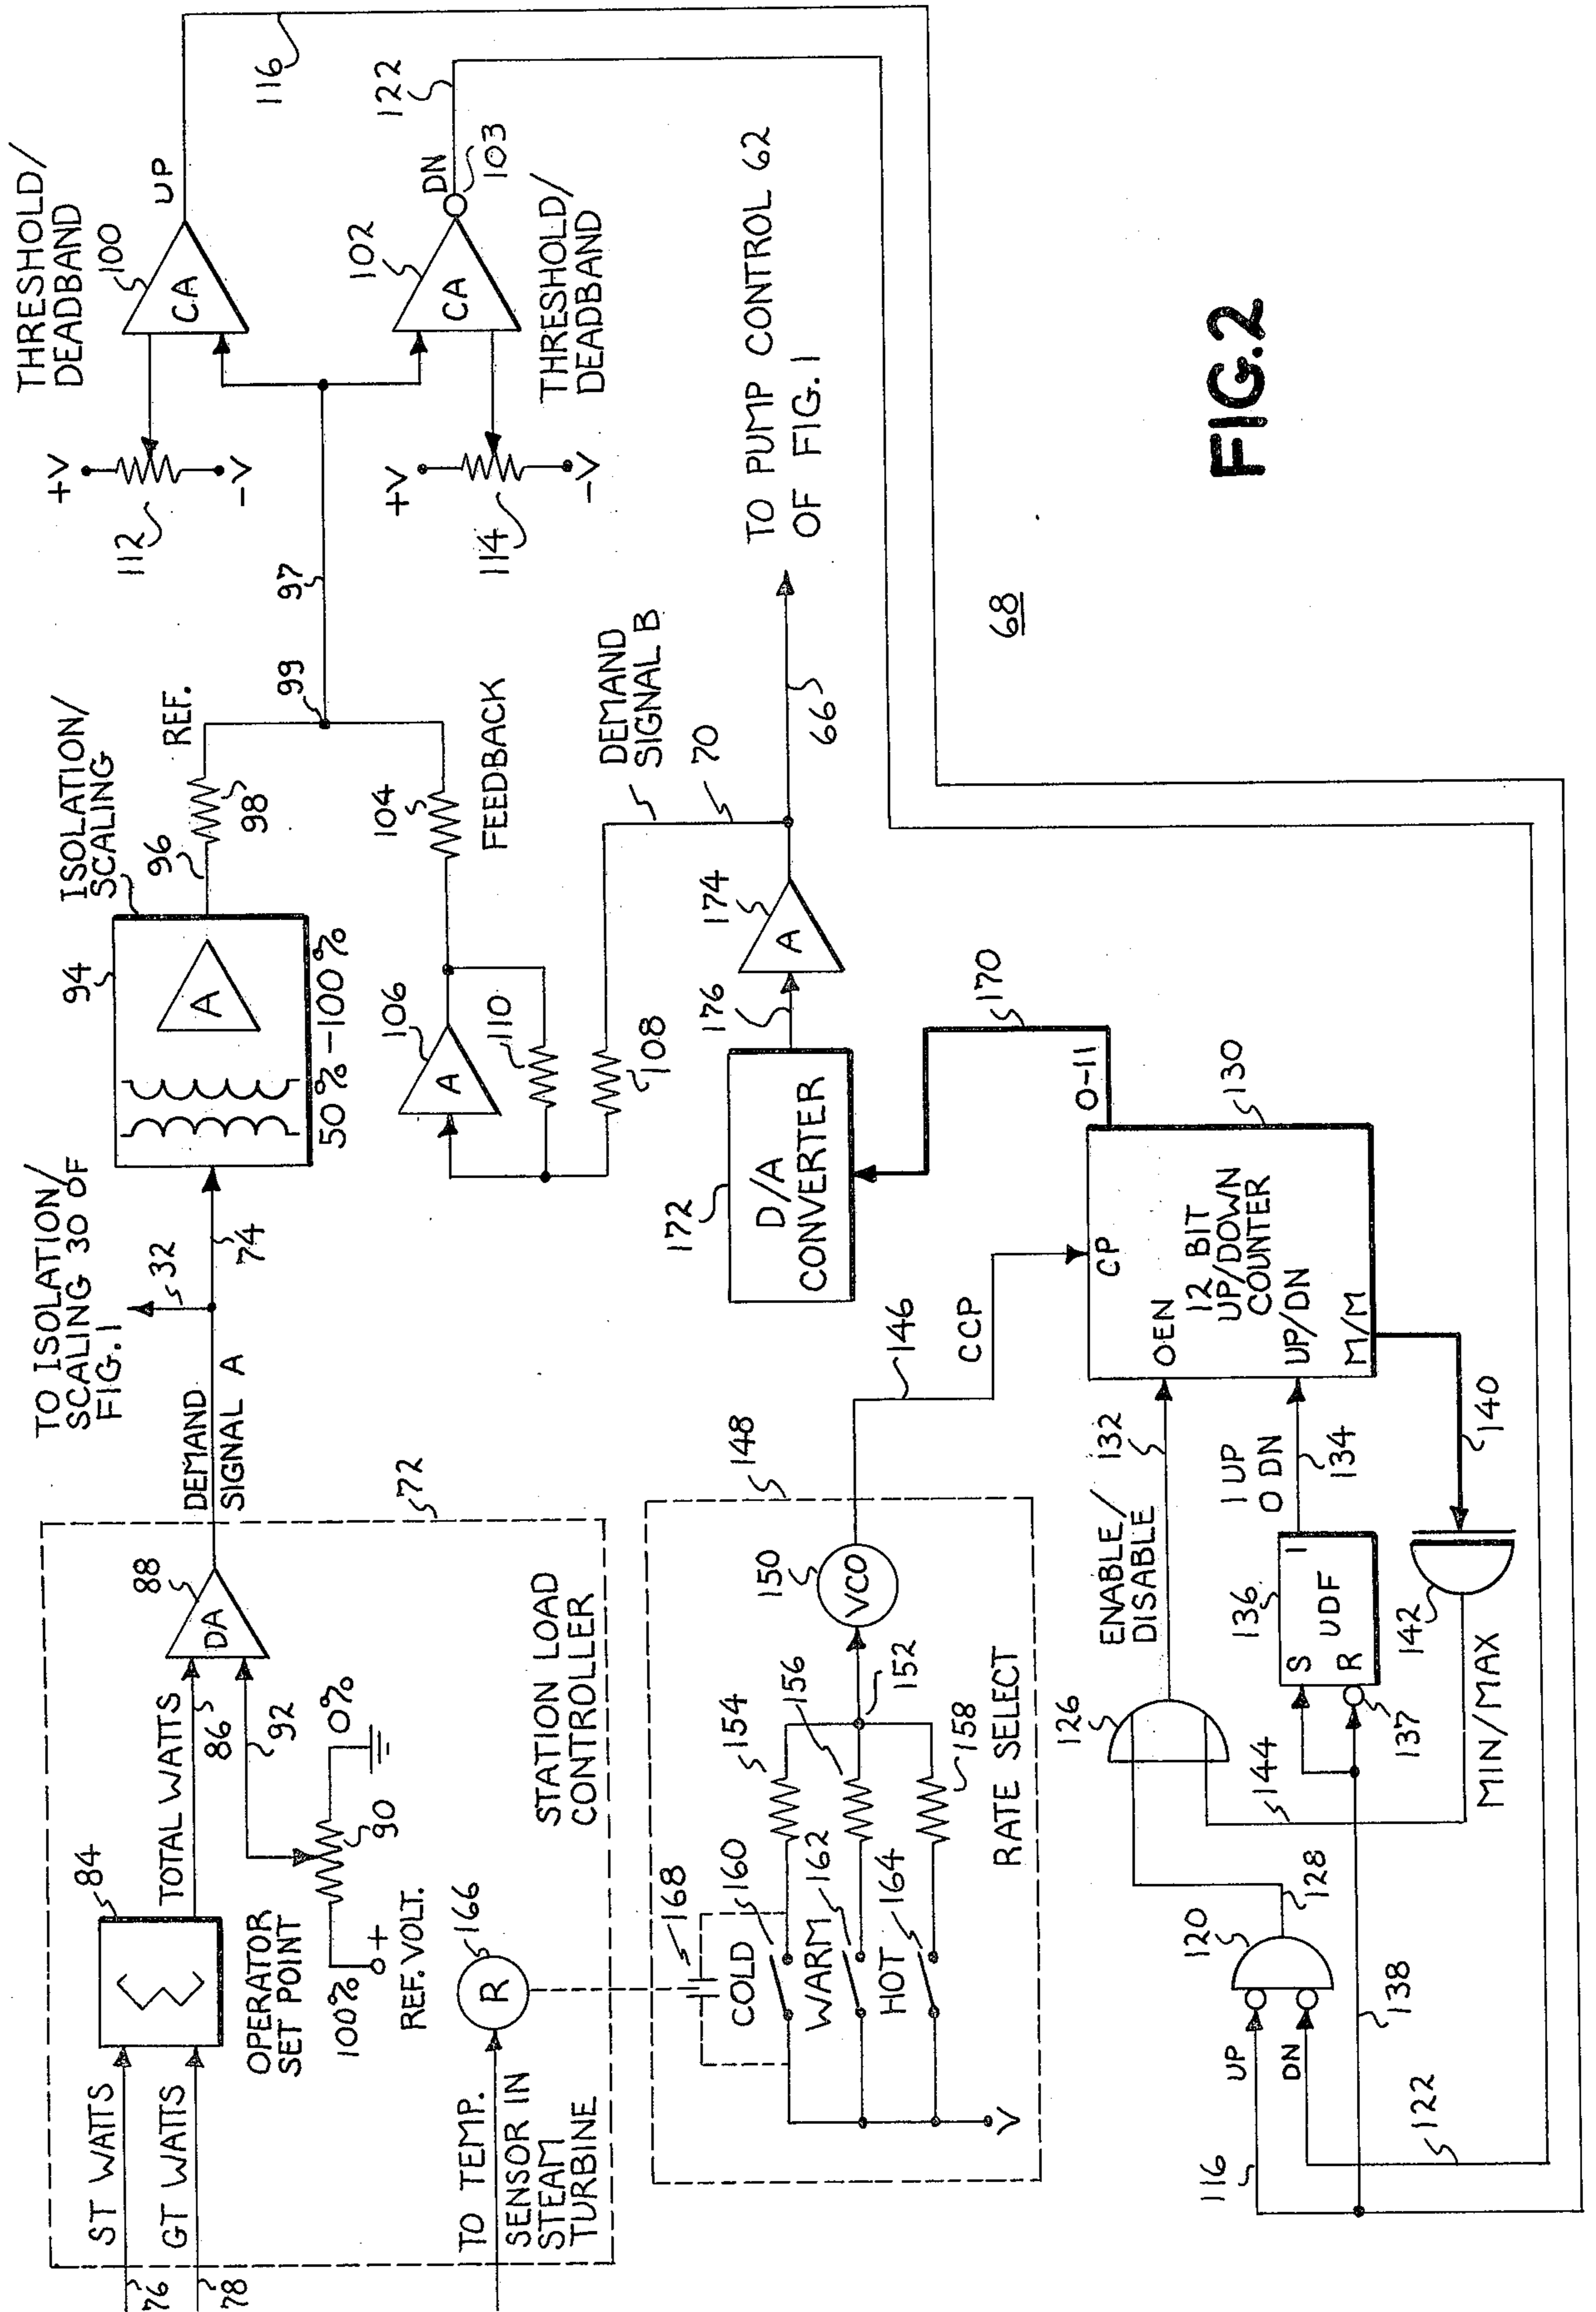 76
78
ST WATTS
GT WATTS
84
Σ
TOTAL WATTS
86
92
88
DA
OPERATOR
SET POINT
100%
+
REF. VOLT.
90
0%
TO TEMP.
SENSOR IN
STEAM
TURBINE
166
R
STATION LOAD
CONTROLLER
72
DEMAND
SIGNAL A
TO ISOLATION/
SCALING 30 OF
FIG.1
32
74
94
A
50%-100%
ISOLATION/
SCALING
96
98
REF.
99
97
106
A
110
108
104
FEEDBACK
DEMAND
SIGNAL B
70
112
+V
-V
THRESHOLD/
DEADBAND
100
CA
UP
116
114
+V
-V
102
CA
DN
103
122
THRESHOLD/
DEADBAND
168
COLD
160
WARM
162
HOT
164
V
154
156
158
152
150
VCO
RATE SELECT
148
146
CCP
172
D/A
CONVERTER
176
174
A
66
TO PUMP CONTROL 62
OF FIG. 1
170
0-11
130
CP
OEN
12 BIT
UP/DOWN
COUNTER
UP/DN
M/M
116
122
UP
DN
120
128
138
126
144
ENABLE/
DISABLE
132
136
S
R
1
UDF
137
1 UP
0 DN
134
142
140
MIN/MAX
68
FIG.2